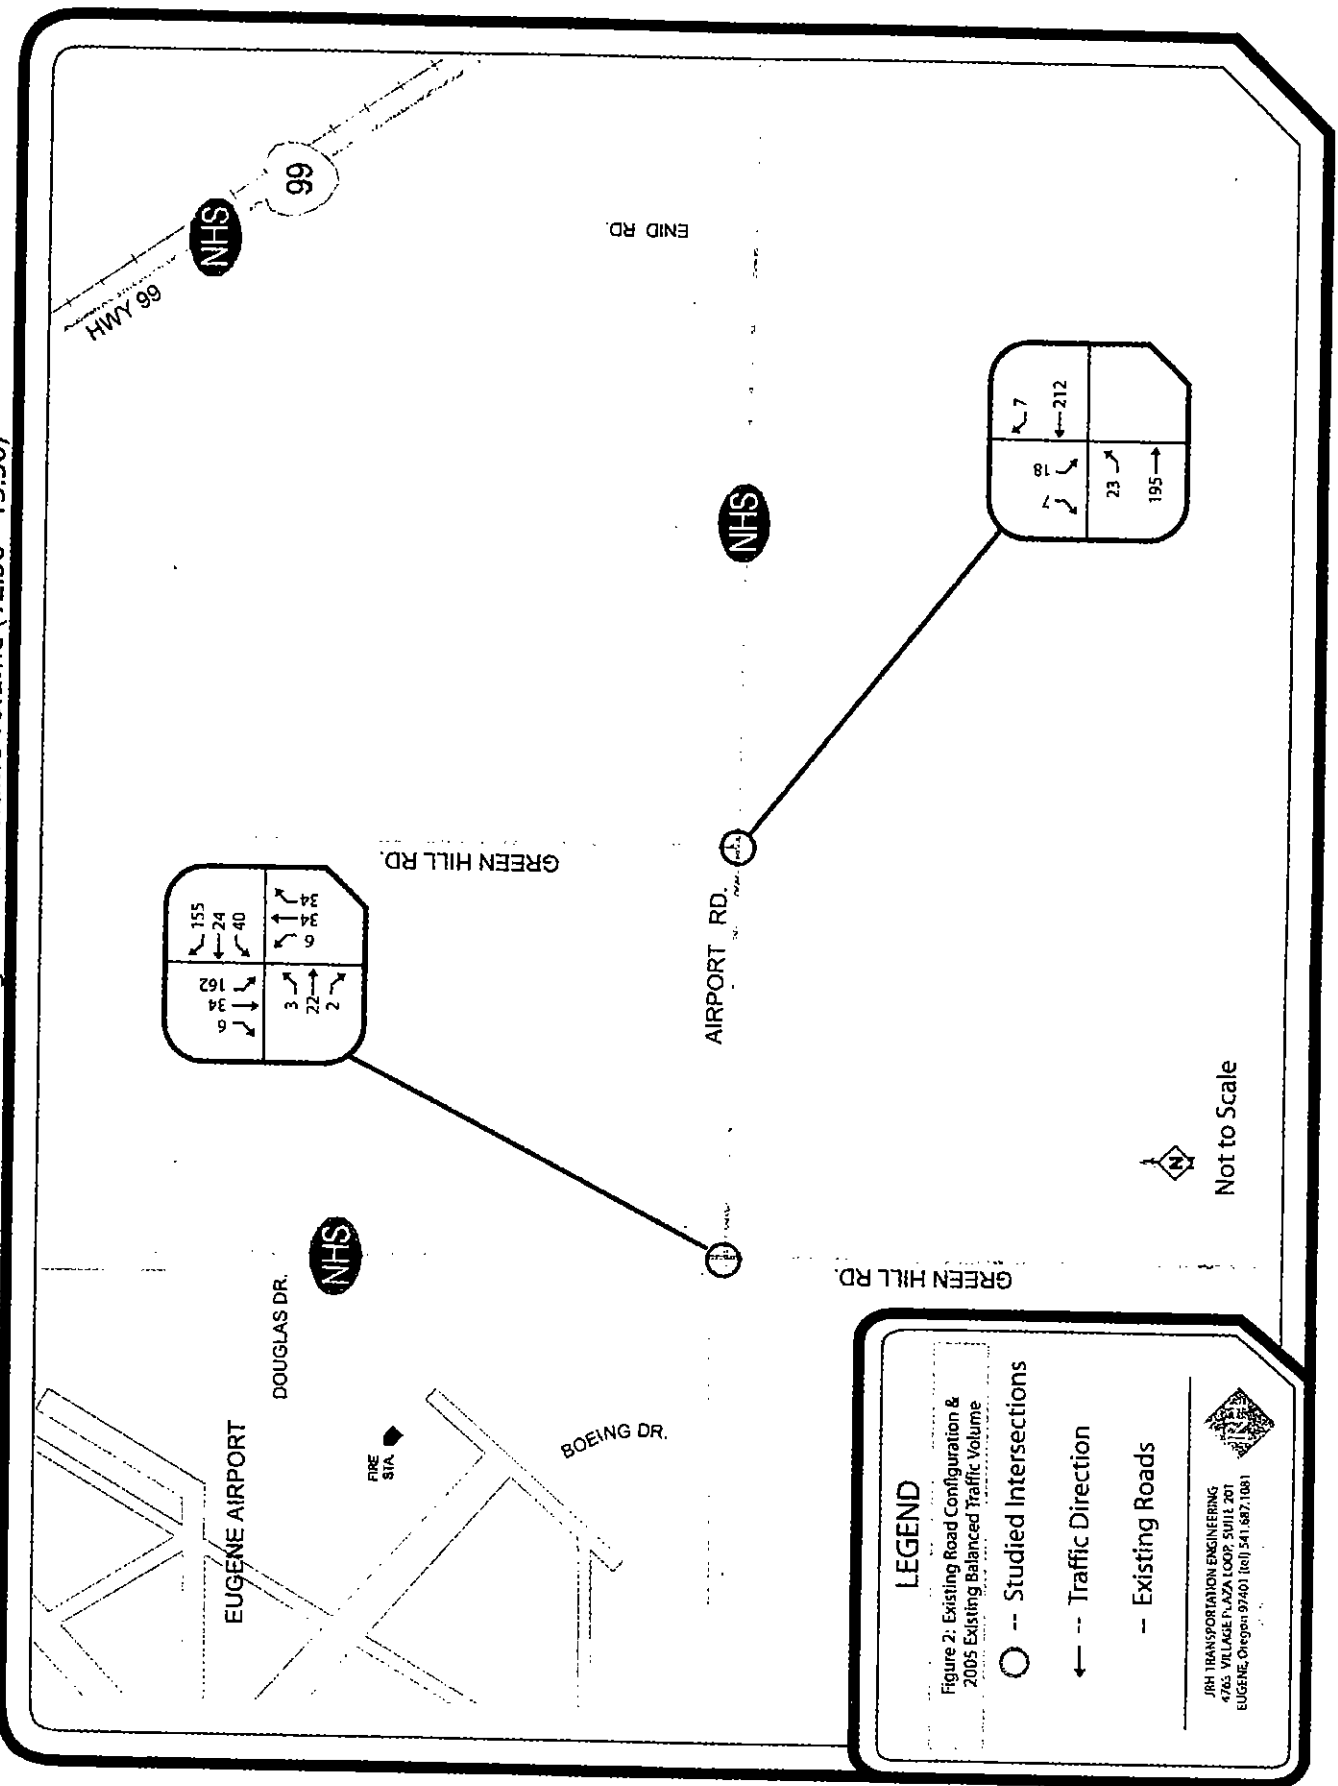 HWY 99
NHS
99
ENID RD.
NHS
GREEN HILL RD.
AIRPORT RD.
155
24
40
162
34
6
3
22
2
6
34
34
7
212
18
7
23
195
EUGENE AIRPORT
DOUGLAS DR.
NHS
FIRE
STA.
BOEING DR.
GREEN HILL RD.
N
Not to Scale
LEGEND
Figure 2: Existing Road Configuration &
2005 Existing Balanced Traffic Volume
-- Studied Intersections
-- Traffic Direction
-- Existing Roads
JRH TRANSPORTATION ENGINEERING
4765 VILLAGE PLAZA LOOP, SUITE 201
EUGENE, Oregon 97401 (tel) 541.687.1081